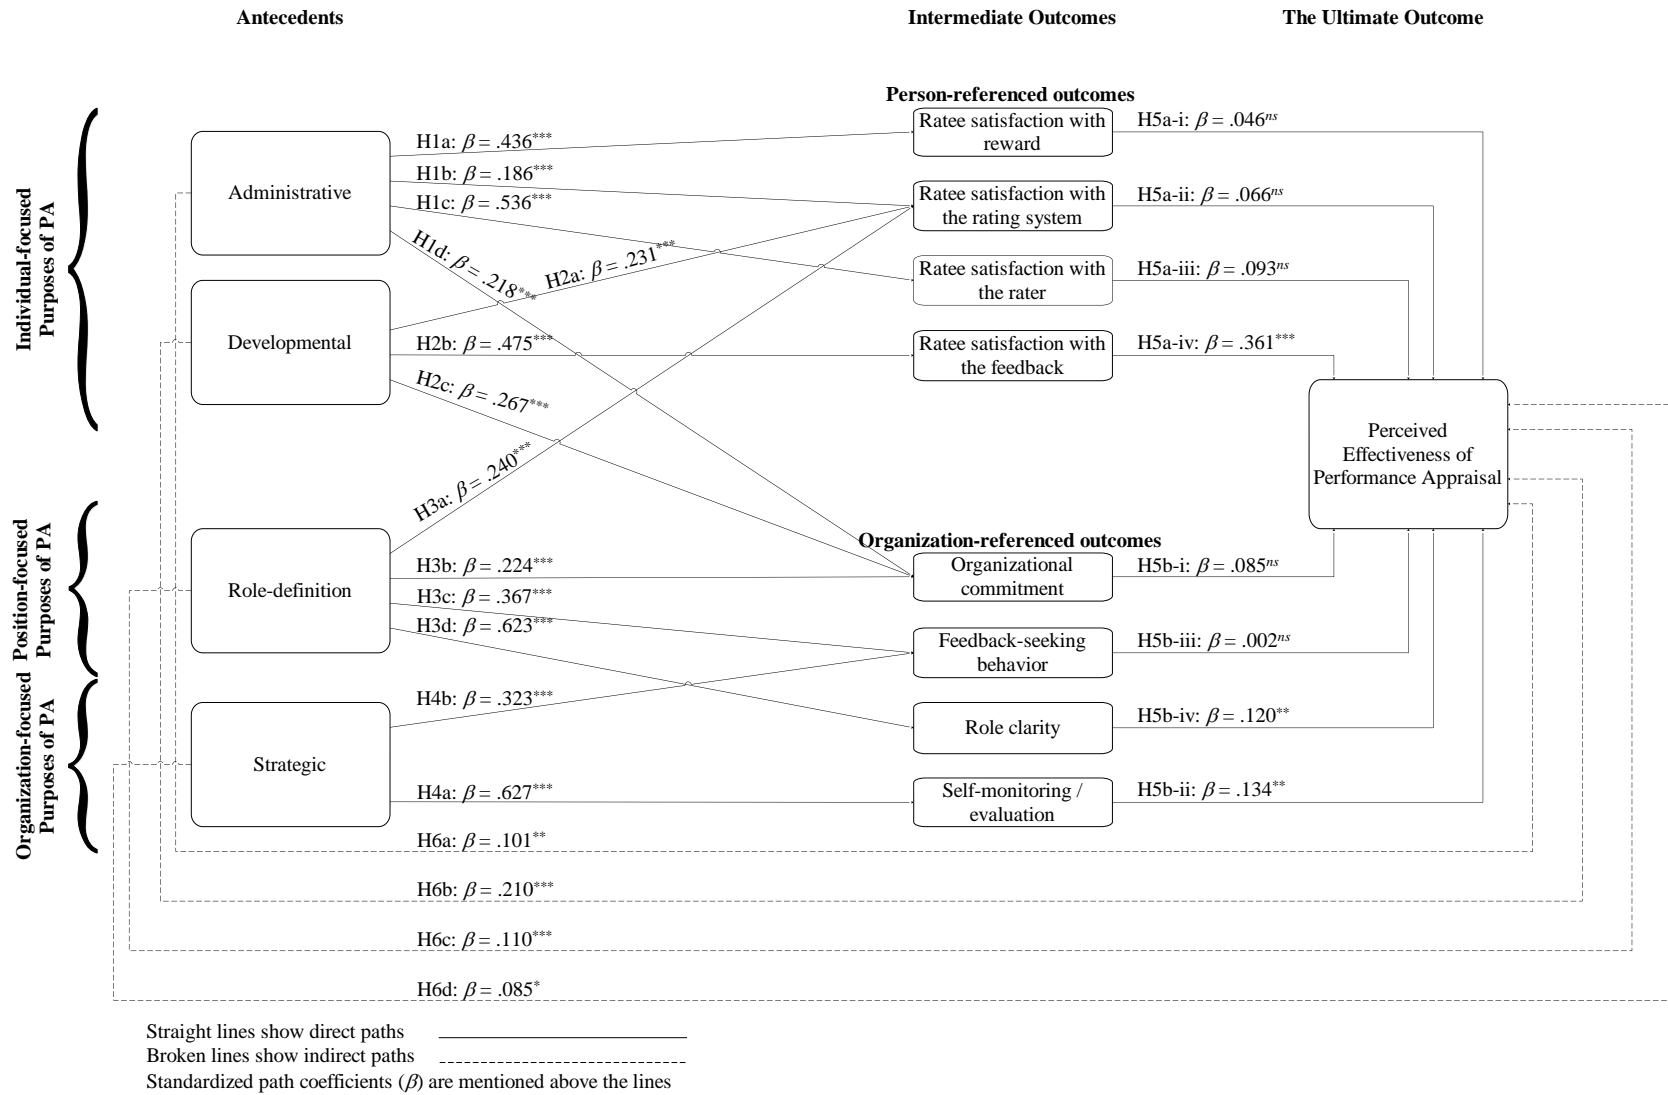 Antecedents
Intermediate Outcomes
The Ultimate Outcome
Individual-focused
Purposes of PA
Position-focused
Purposes of PA
Organization-focused
Purposes of PA
Administrative
Developmental
Role-definition
Strategic
H1a: β = .436***
H1b: β = .186***
H1c: β = .536***
H1d: β = .218***
H2a: β = .231***
H2b: β = .475***
H2c: β = .267***
H3a: β = .240***
H3b: β = .224***
H3c: β = .367***
H3d: β = .623***
H4b: β = .323***
H4a: β = .627***
H6a: β = .101**
H6b: β = .210***
H6c: β = .110***
H6d: β = .085*
Person-referenced outcomes
Ratee satisfaction with
reward
Ratee satisfaction with
the rating system
Ratee satisfaction with
the rater
Ratee satisfaction with
the feedback
Organization-referenced outcomes
Organizational
commitment
Feedback-seeking
behavior
Role clarity
Self-monitoring /
evaluation
H5a-i: β = .046ns
H5a-ii: β = .066ns
H5a-iii: β = .093ns
H5a-iv: β = .361***
H5b-i: β = .085ns
H5b-iii: β = .002ns
H5b-iv: β = .120**
H5b-ii: β = .134**
Perceived
Effectiveness of
Performance Appraisal
Straight lines show direct paths
Broken lines show indirect paths
Standardized path coefficients (β) are mentioned above the lines